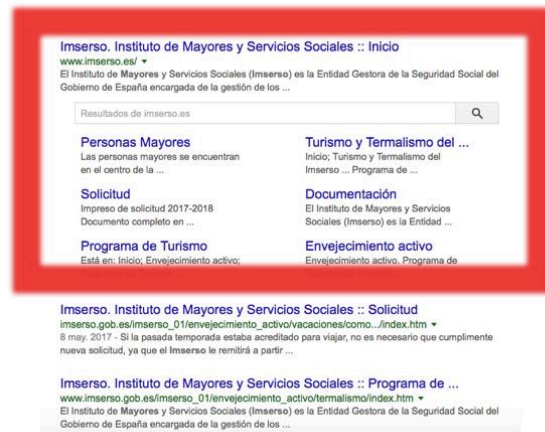 Imserso. Instituto de Mayores y Servicios Sociales :: Inicio
www.imserso.es/
El Instituto de Mayores y Servicios Sociales (Imserso) es la Entidad Gestora de la Seguridad Social del
Gobierno de España encargada de la gestión de los ...
Resultados de imserso.es
Personas Mayores
Las personas mayores se encuentran
en el centro de la ...
Turismo y Termalismo del ...
Inicio; Turismo y Termalismo del
Imserso ... Programa de ...
Solicitud
Impreso de solicitud 2017-2018
Documento completo en ...
Documentación
El Instituto de Mayores y Servicios
Sociales (Imserso) es la Entidad ...
Programa de Turismo
Está en: Inicio; Envejecimiento activo;
Envejecimiento activo
Envejecimiento activo. Programa de
Imserso. Instituto de Mayores y Servicios Sociales :: Solicitud
imserso.gob.es/imserso_01/envejecimiento_activo/vacaciones/como.../index.htm
8 may. 2017 - Si la pasada temporada estaba acreditado para viajar, no es necesario que cumplimente
nueva solicitud, ya que el Imserso le remitirá a partir ...
Imserso. Instituto de Mayores y Servicios Sociales :: Programa de ...
www.imserso.gob.es/imserso_01/envejecimiento_activo/termalismo/index.htm
El Instituto de Mayores y Servicios Sociales (Imserso) es la Entidad Gestora de la Seguridad Social del
Gobierno de España encargada de la gestión de los ...